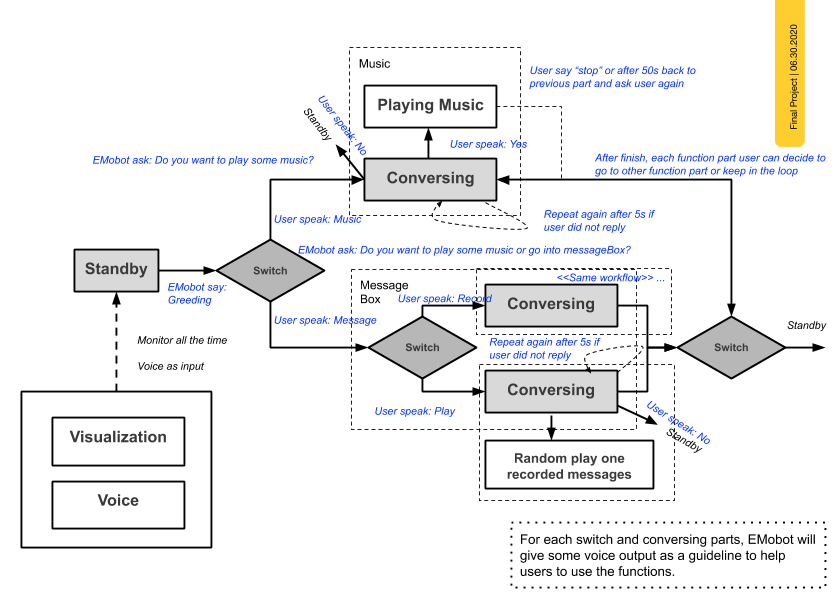 Final Project | 06.30.2020
Music
User say “stop” or after 50s back to
previous part and ask user again
Playing Music
User speak: No
Standby
User speak: Yes
EMobot ask: Do you want to play some music?
After finish, each function part user can decide to
go to other function part or keep in the loop
Conversing
User speak: Music
Repeat again after 5s if
user did not reply
EMobot ask: Do you want to play some music or go into messageBox?
Standby
Switch
EMobot say:
Greeding
Message
Box
<<Same workflow>> ...
User speak: Record
Conversing
User speak: Message
Standby
Monitor all the time
Voice as input
Switch
Repeat again after 5s if
user did not reply
Switch
Conversing
User speak: Play
User speak: No
Standby
Visualization
Voice
Random play one
recorded messages
For each switch and conversing parts, EMobot will
give some voice output as a guideline to help
users to use the functions.